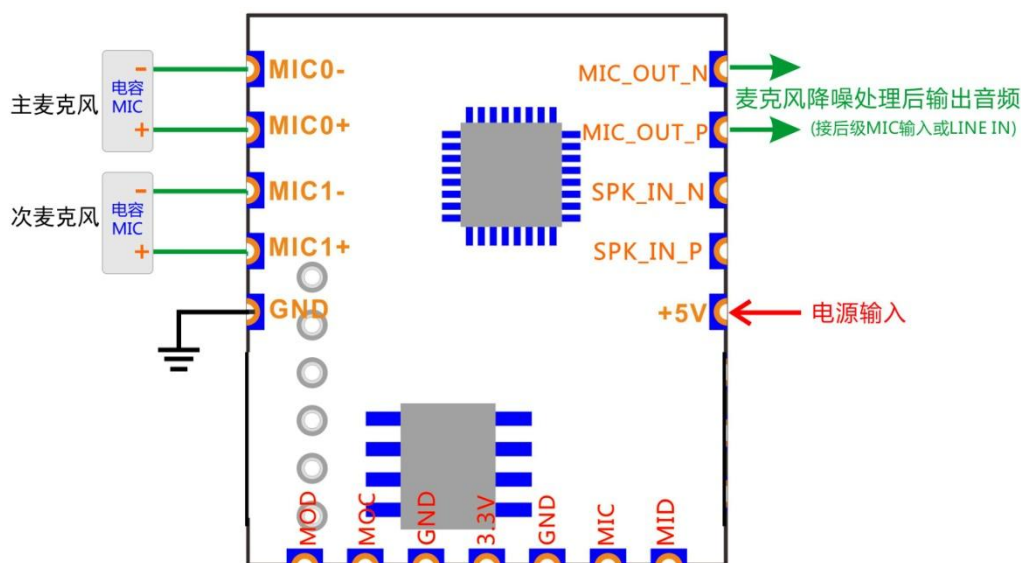 主麦克风
-
电容
MIC
+
MIC0-
MIC0+
次麦克风
-
电容
MIC
+
MIC1-
MIC1+
GND
MIC_OUT_N
MIC_OUT_P
麦克风降噪处理后输出音频
(接后级MIC输入或LINE IN)
SPK_IN_N
SPK_IN_P
+5V
电源输入
MOD
MOC
GND
3.3V
GND
MIC
MID